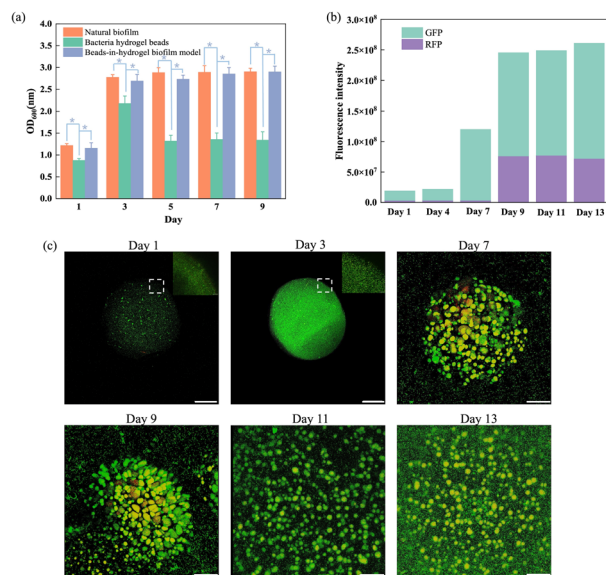 (a)
Natural biofilm
Bacteria hydrogel beads
Beads-in-hydrogel biofilm model
OD600(nm)
4.0
3.5
3.0
2.5
2.0
1.5
1.0
0.0
* * * * * * * * * *
1 3 5 7 9
Day
(b)
GFP
RFP
Fluorescence intensity
3.0×10⁸
2.5×10⁸
2.0×10⁸
1.5×10⁸
1.0×10⁸
5.0×10⁷
0.0
Day 1 Day 4 Day 7 Day 9 Day 11 Day 13
(c)
Day 1 Day 3 Day 7
Day 9 Day 11 Day 13